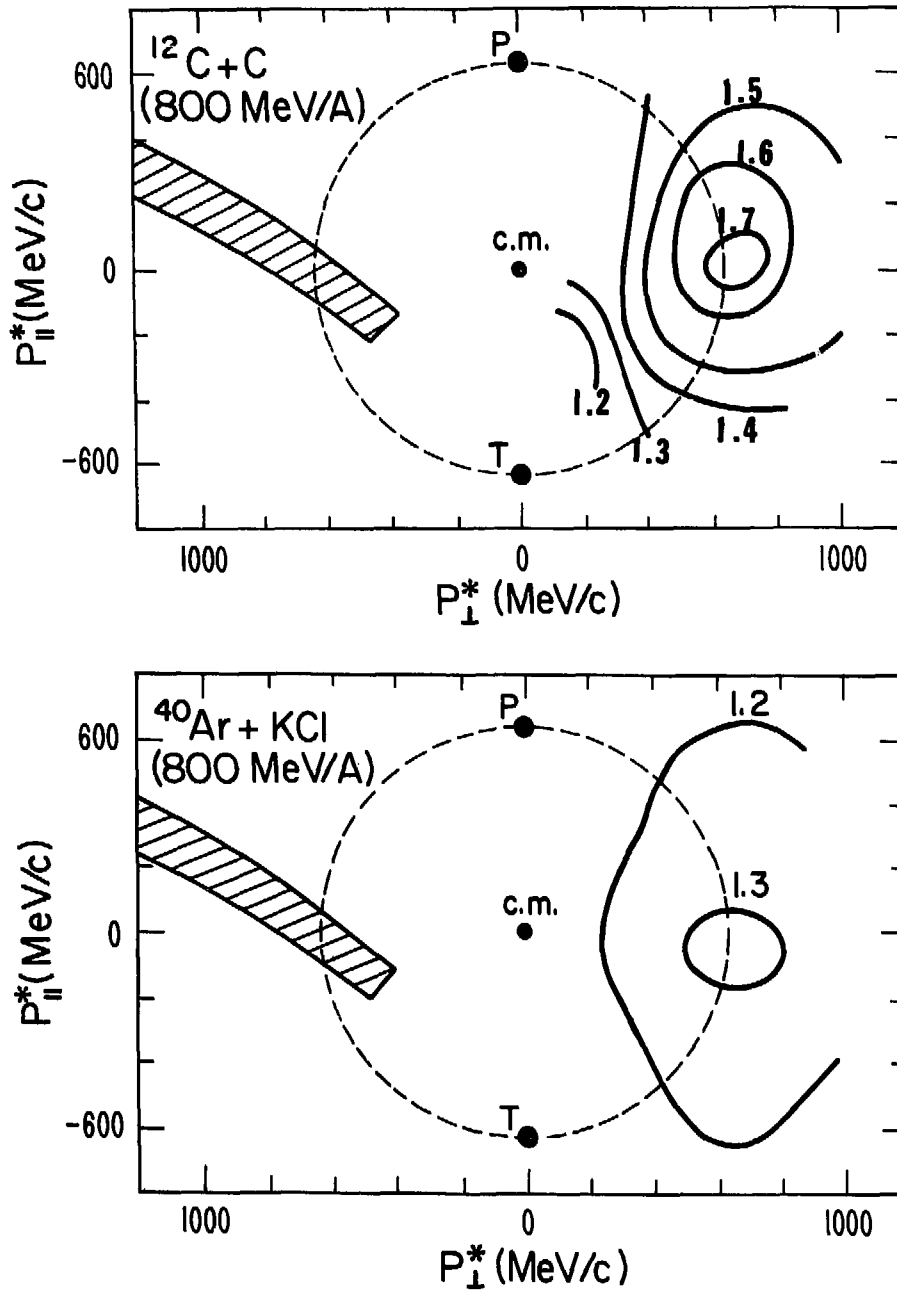 ¹²C+C
(800 MeV/A)
P
1.5
1.6
1.7
c.m.
1.2
1.3
1.4
T
600
0
-600
P*∥(MeV/c)
1000
0
1000
P*⊥(MeV/c)
⁴⁰Ar+KCl
(800 MeV/A)
P
1.2
1.3
c.m.
T
600
0
-600
P*∥(MeV/c)
1000
0
1000
P*⊥(MeV/c)